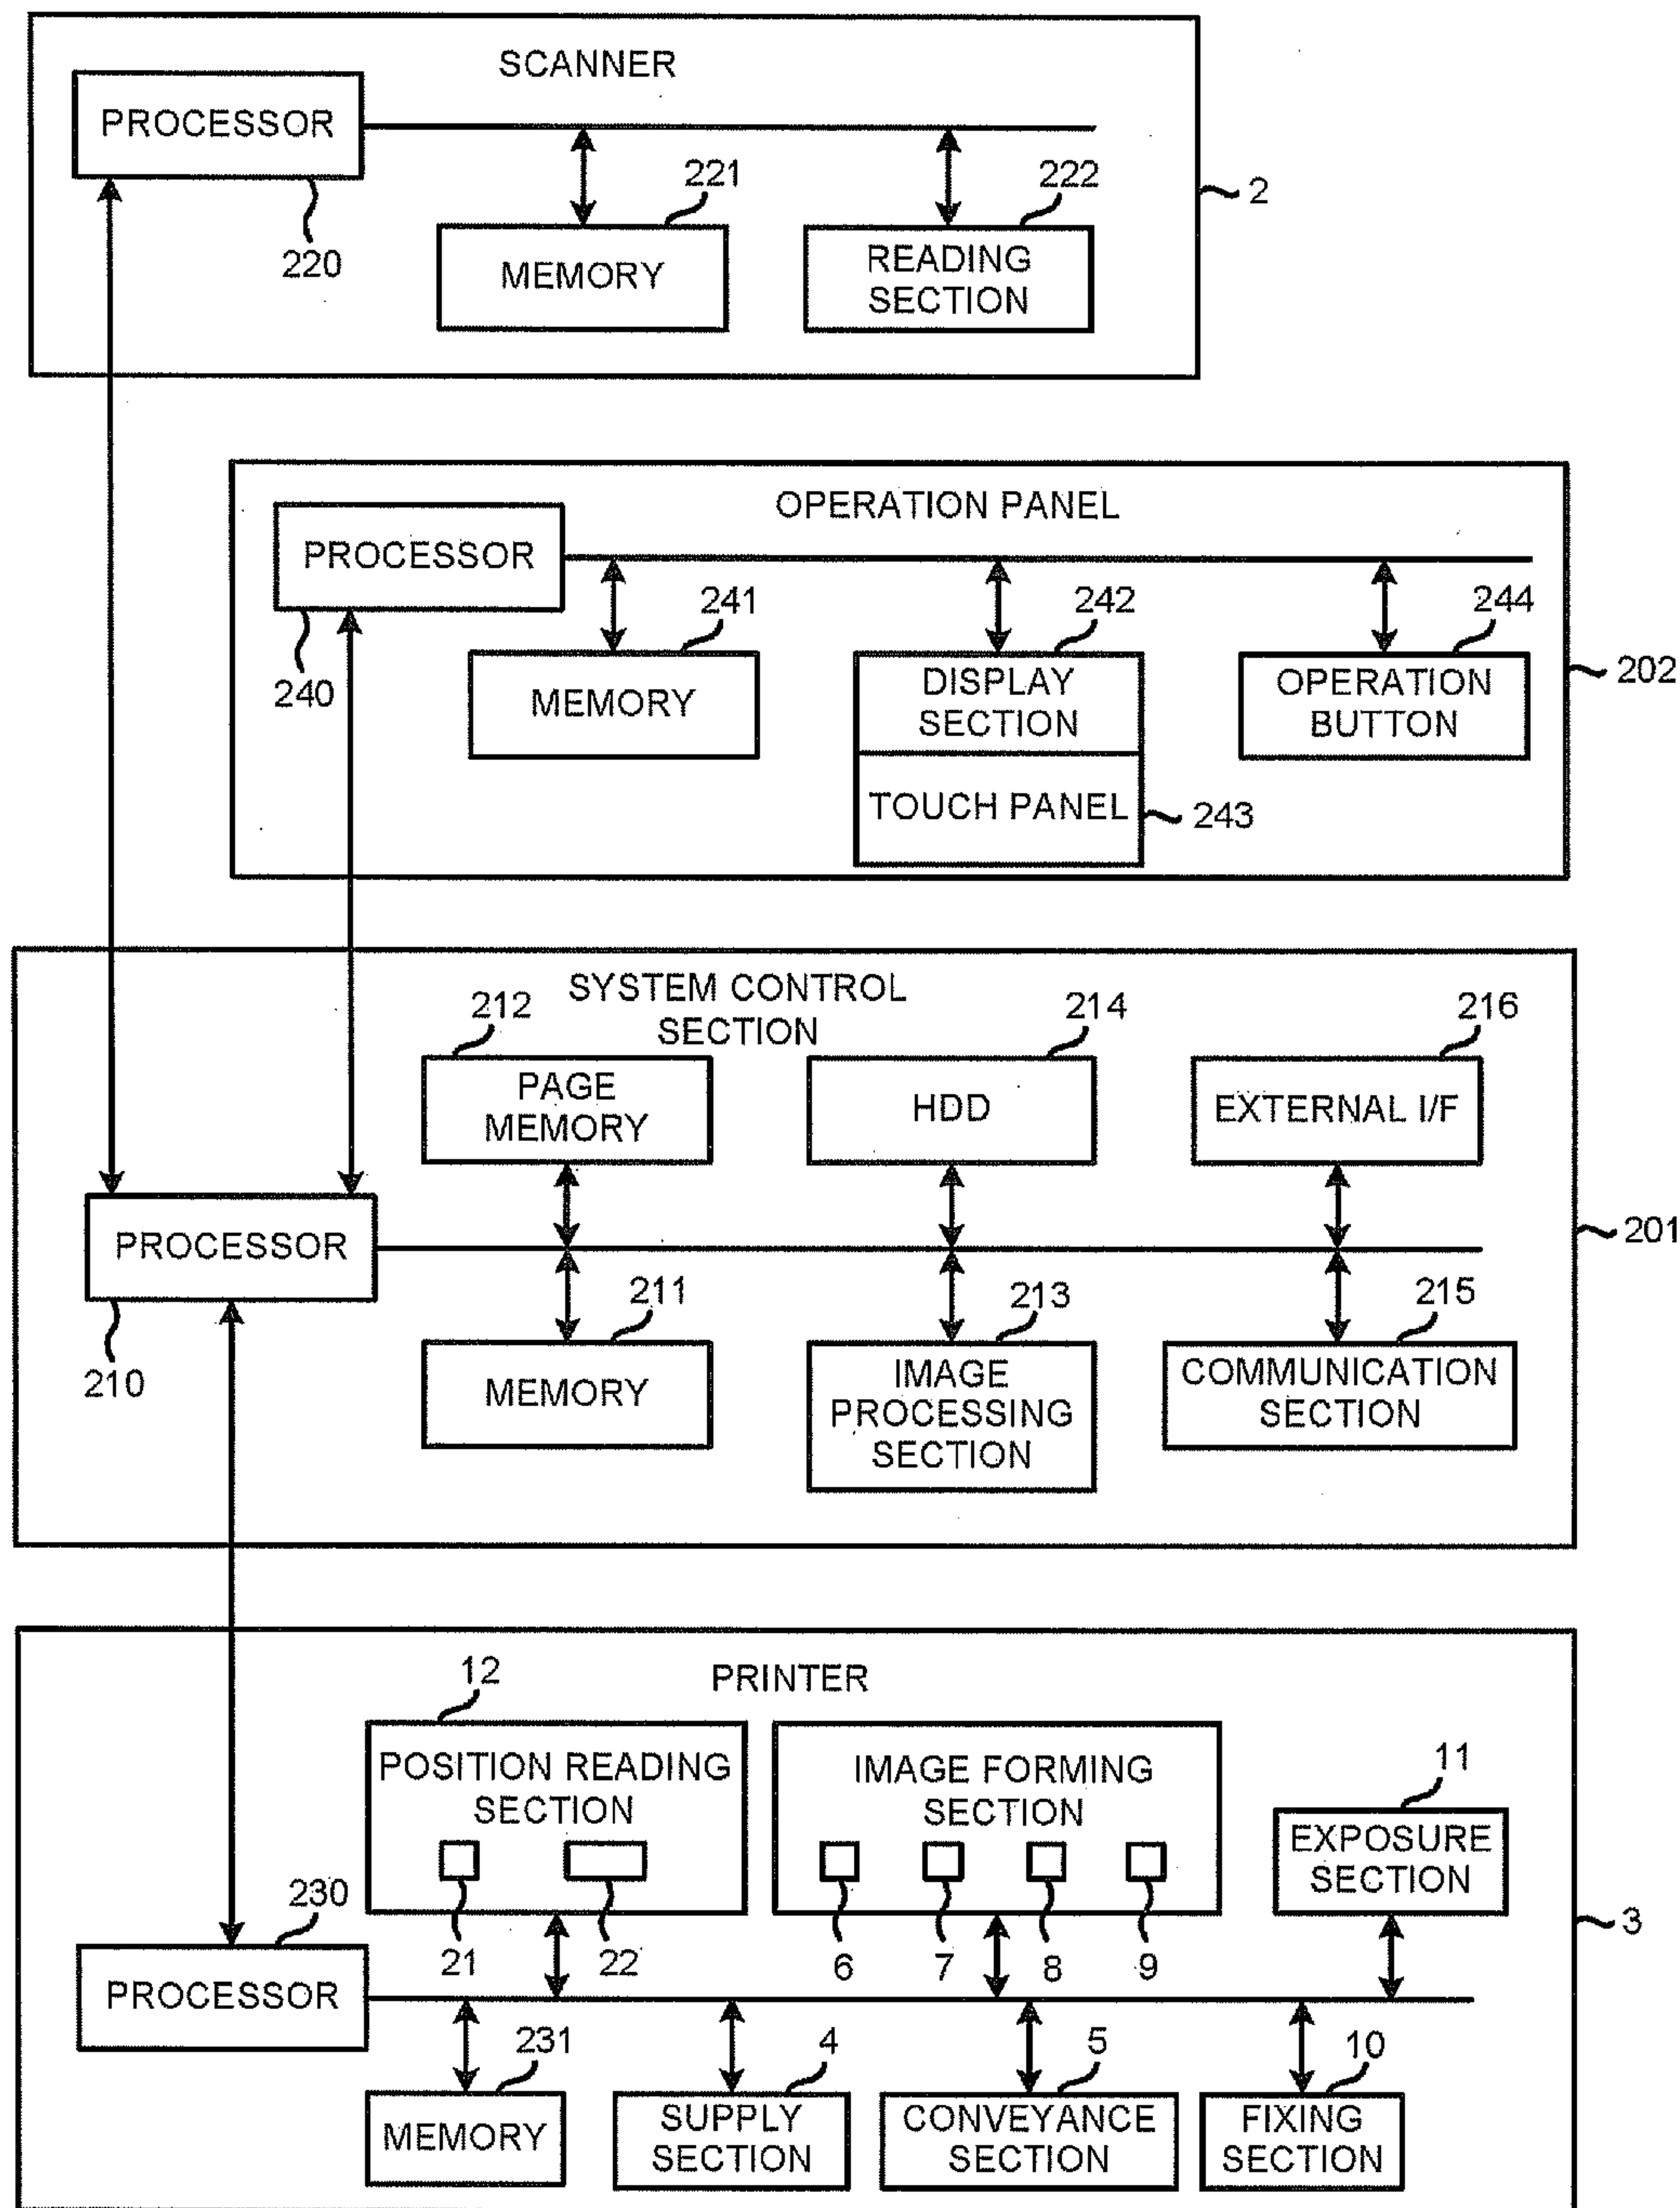 SCANNER
PROCESSOR
220
221
MEMORY
222
READING
SECTION
2
OPERATION PANEL
PROCESSOR
240
241
MEMORY
242
DISPLAY
SECTION
TOUCH PANEL
243
244
OPERATION
BUTTON
202
SYSTEM CONTROL
SECTION
212
PAGE
MEMORY
214
HDD
216
EXTERNAL I/F
PROCESSOR
210
201
211
MEMORY
213
IMAGE
PROCESSING
SECTION
215
COMMUNICATION
SECTION
PRINTER
12
POSITION READING
SECTION
21
22
IMAGE FORMING
SECTION
6
7
8
9
11
EXPOSURE
SECTION
3
230
PROCESSOR
231
MEMORY
4
SUPPLY
SECTION
5
CONVEYANCE
SECTION
10
FIXING
SECTION